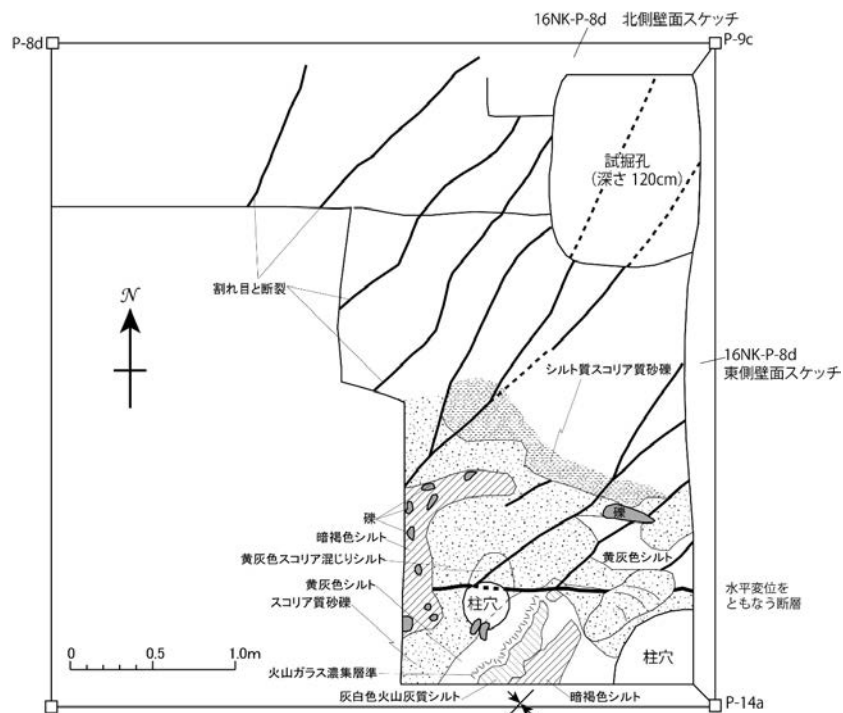 16NK-P-8d 北側壁面スケッチ
P-8d
P-9c
試掘孔
(深さ 120cm)
割れ目と断裂
N
16NK-P-8d
東側壁面スケッチ
シルト質スコリア質砂礫
礫
礫
暗褐色シルト
黄灰色スコリア混じりシルト
黄灰色シルト
黄灰色シルト
スコリア質砂礫
柱穴
水平変位を
ともなう断層
柱穴
0 0.5 1.0m
火山ガラス濃集層準
灰白色火山灰質シルト
暗褐色シルト
P-14a